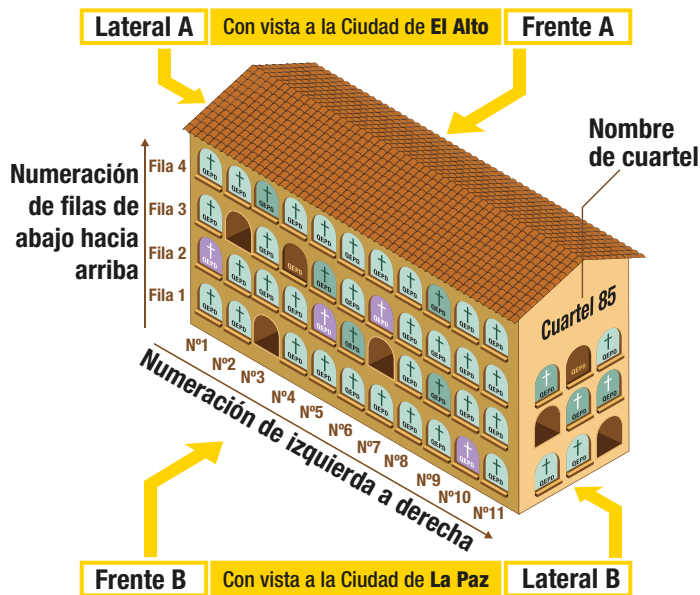 Lateral A
Con vista a la Ciudad de El Alto
Frente A
Nombre
de cuartel
Numeración
de filas de
abajo hacia
arriba
Fila 4
Fila 3
Fila 2
Fila 1
Cuartel 85
QEPD
Nº1
Nº2
Nº3
Nº4
Nº5
Nº6
Nº7
Nº8
Nº9
Nº10
Nº11
Numeración de izquierda a derecha
Frente B
Con vista a la Ciudad de La Paz
Lateral B